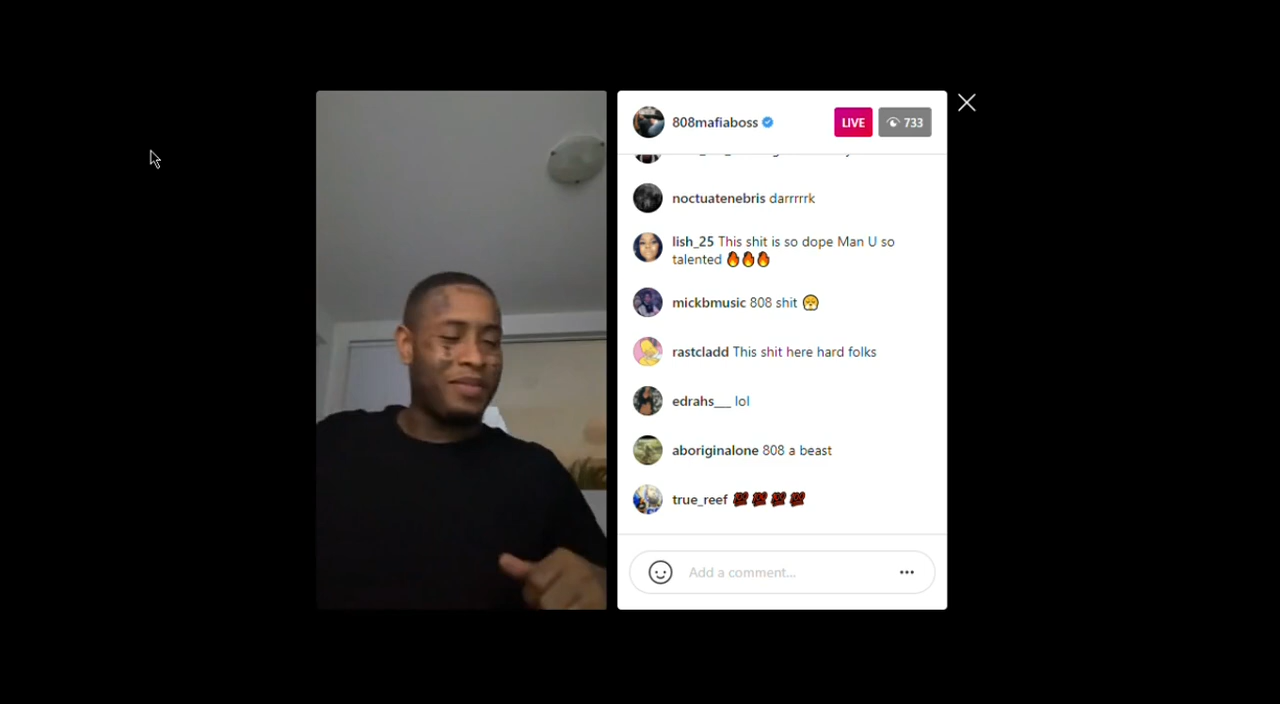 808mafiaboss
LIVE
733
noctuatenebris darrrrrk
lish_25 This shit is so dope Man U so
talented 🔥🔥🔥
mickbmusic 808 shit
rastcladd This shit here hard folks
edrahs___ lol
aboriginalone 808 a beast
true_reef 💯 💯 💯 💯
Add a comment...